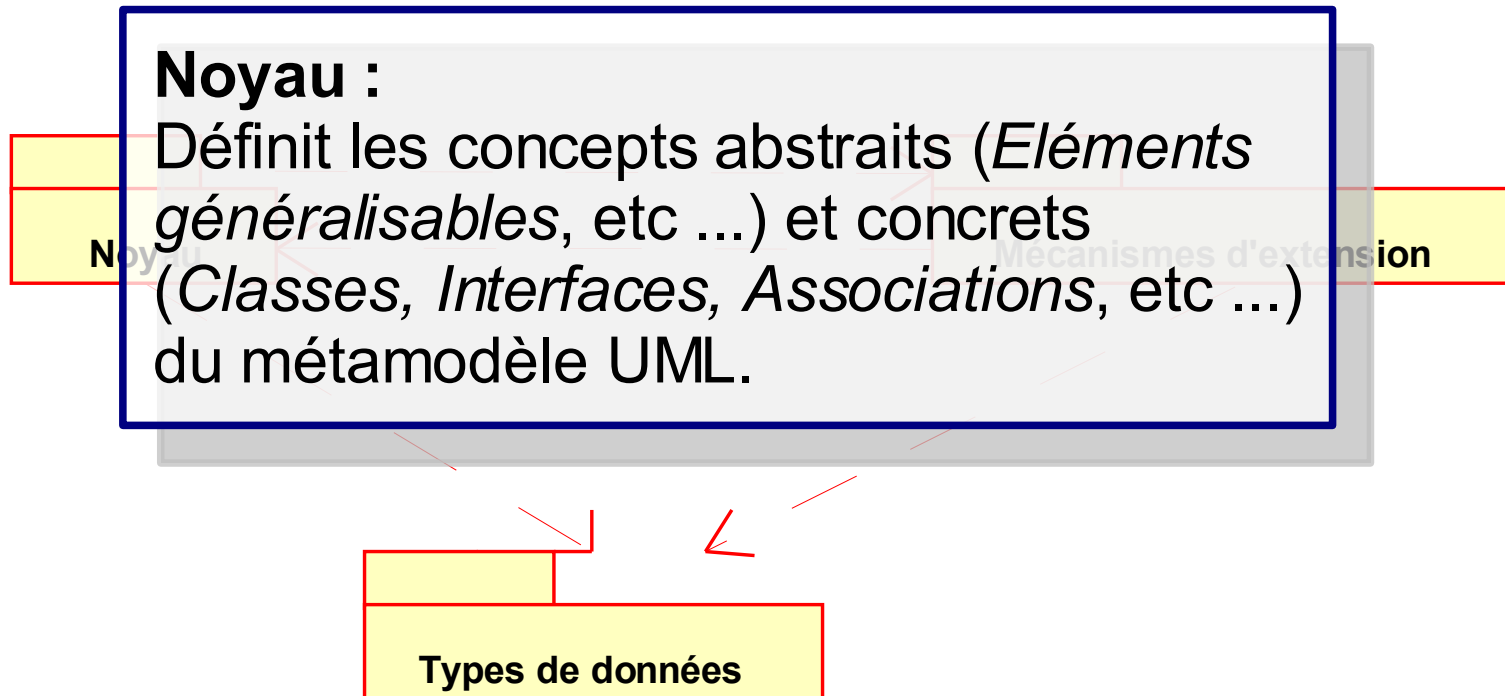 Noyau :
Définit les concepts abstraits (Eléments
généralisables, etc ...) et concrets
(Classes, Interfaces, Associations, etc ...)
du métamodèle UML.
Noyau
Mécanismes d'extension
Types de données